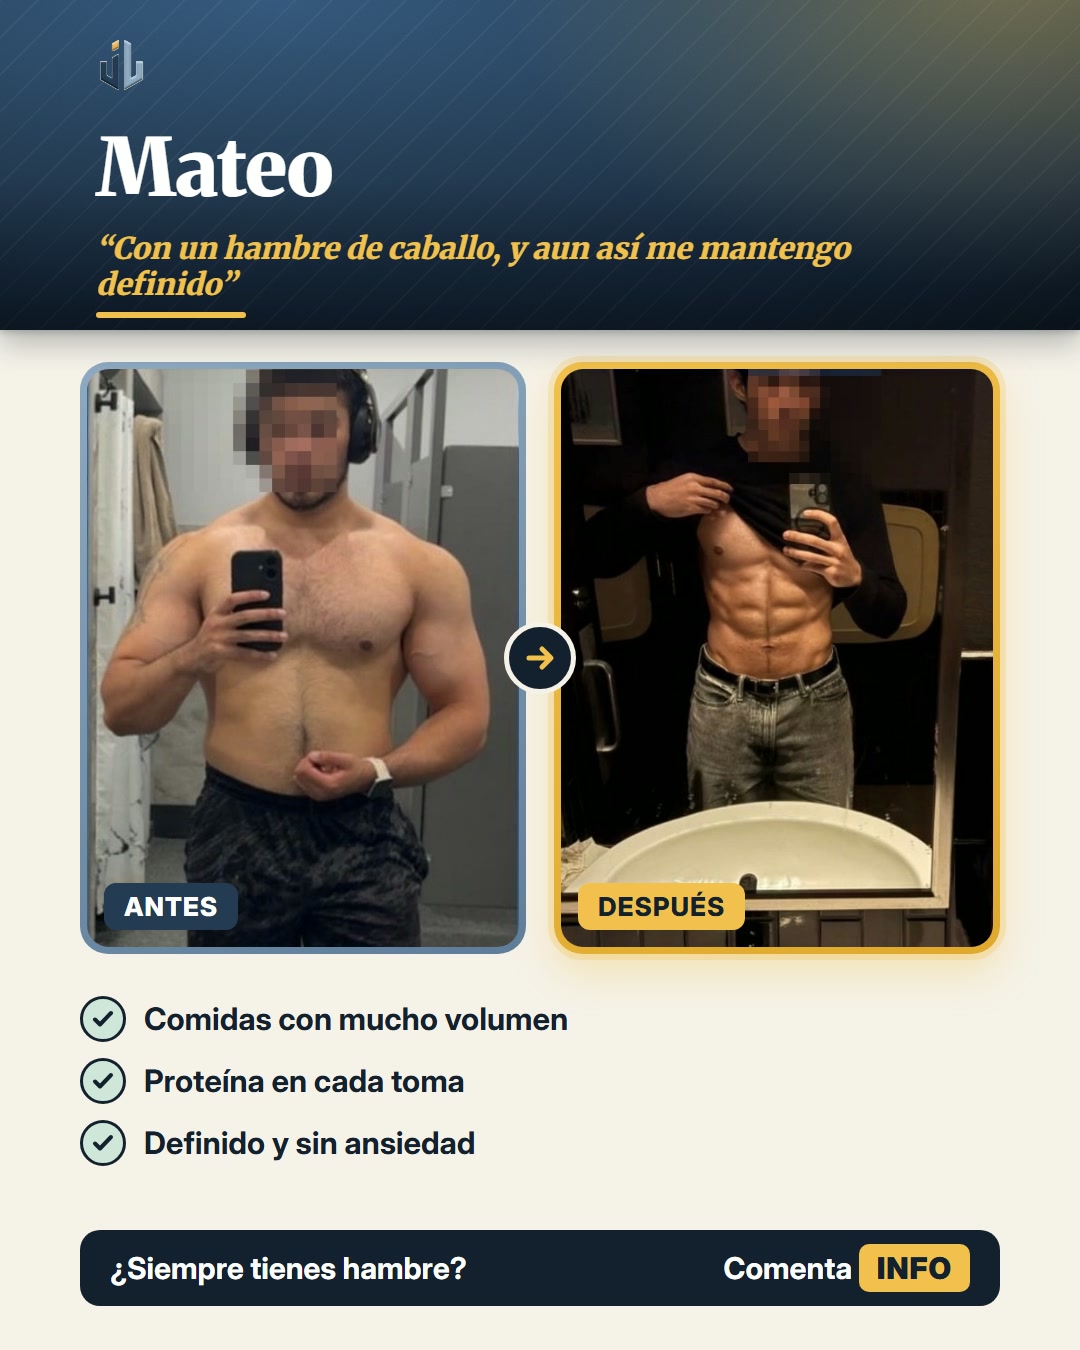 Mateo
“Con un hambre de caballo, y aun así me mantengo
definido”
ANTES
DESPUÉS
Comidas con mucho volumen
Proteína en cada toma
Definido y sin ansiedad
¿Siempre tienes hambre?
Comenta INFO